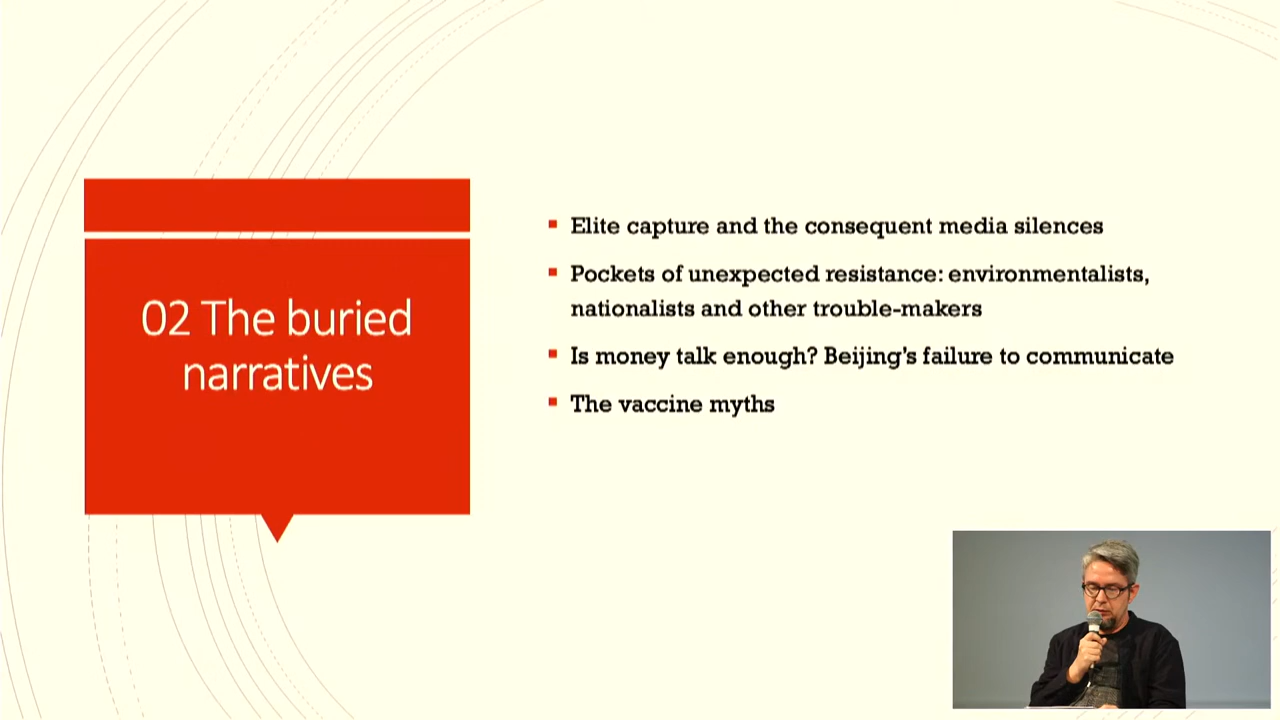 02 The buried
narratives
Elite capture and the consequent media silences
Pockets of unexpected resistance: environmentalists,
nationalists and other trouble-makers
Is money talk enough? Beijing’s failure to communicate
The vaccine myths